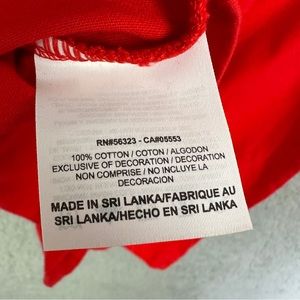 RN#56323 - CA#05553
100% COTTON / COTON / ALGODON
EXCLUSIVE OF DECORATION / DECORATION
NON COMPRISE / NO INCLUYE LA
DECORACION
MADE IN SRI LANKA/FABRIQUE AU
SRI LANKA/HECHO EN SRI LANKA